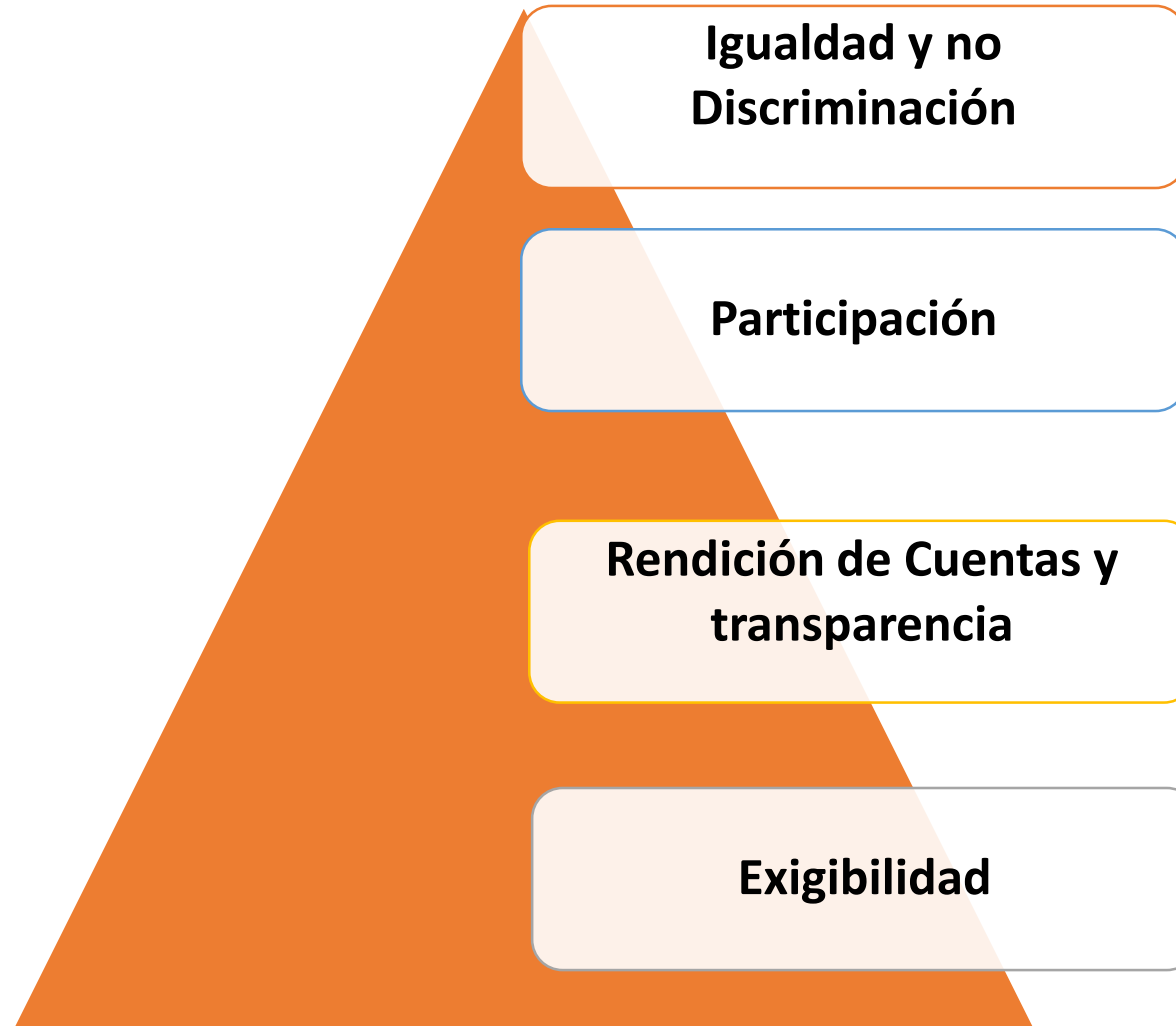 Igualdad y no
Discriminación
Participación
Rendición de Cuentas y
transparencia
Exigibilidad